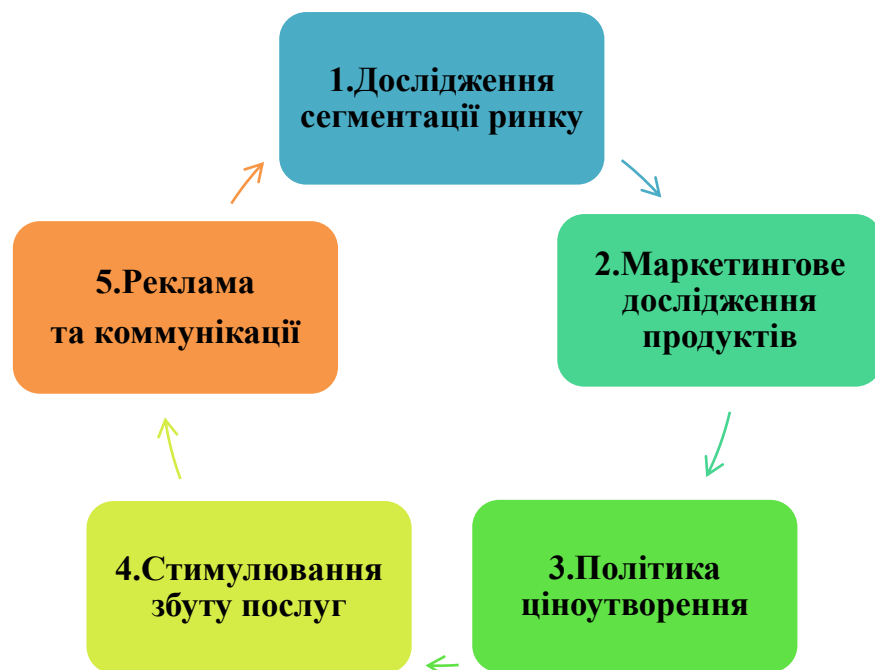 1.Дослідження
сегментації ринку
2.Маркетингове
дослідження
продуктів
3.Політика
ціноутворення
4.Стимулювання
збуту послуг
5.Реклама
та коммунікації